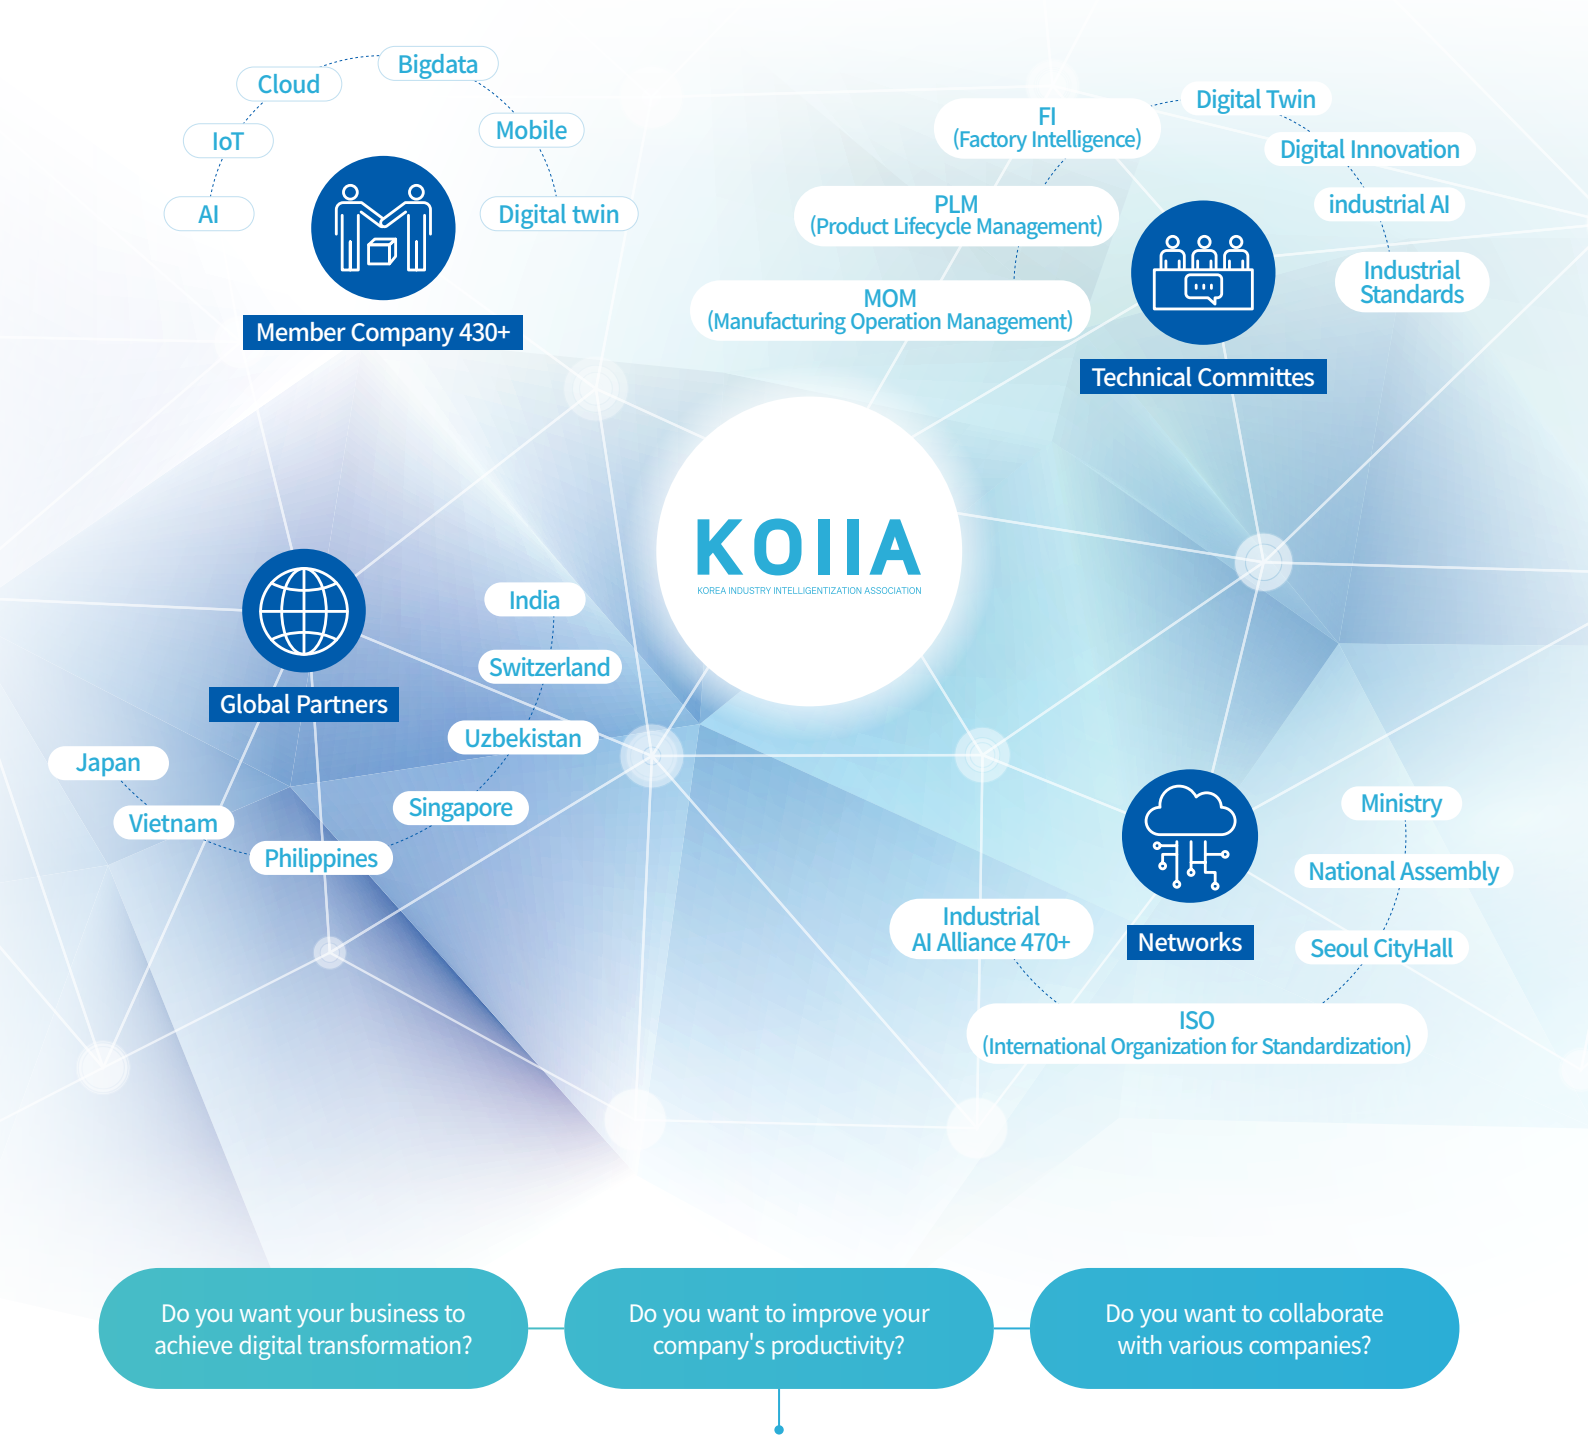 Bigdata
Cloud
Mobile
IoT
AI
Digital twin
Member Company 430+
Digital Twin
FI
(Factory Intelligence)
Digital Innovation
PLM
(Product Lifecycle Management)
industrial AI
MOM
(Manufacturing Operation Management)
Industrial
Standards
Technical Committes
KOIIA
KOREA INDUSTRY INTELLIGENTIZATION ASSOCIATION
Global Partners
India
Switzerland
Uzbekistan
Singapore
Philippines
Vietnam
Japan
Networks
Ministry
National Assembly
Seoul CityHall
Industrial
AI Alliance 470+
ISO
(International Organization for Standardization)
Do you want your business to
achieve digital transformation?
Do you want to improve your
company's productivity?
Do you want to collaborate
with various companies?